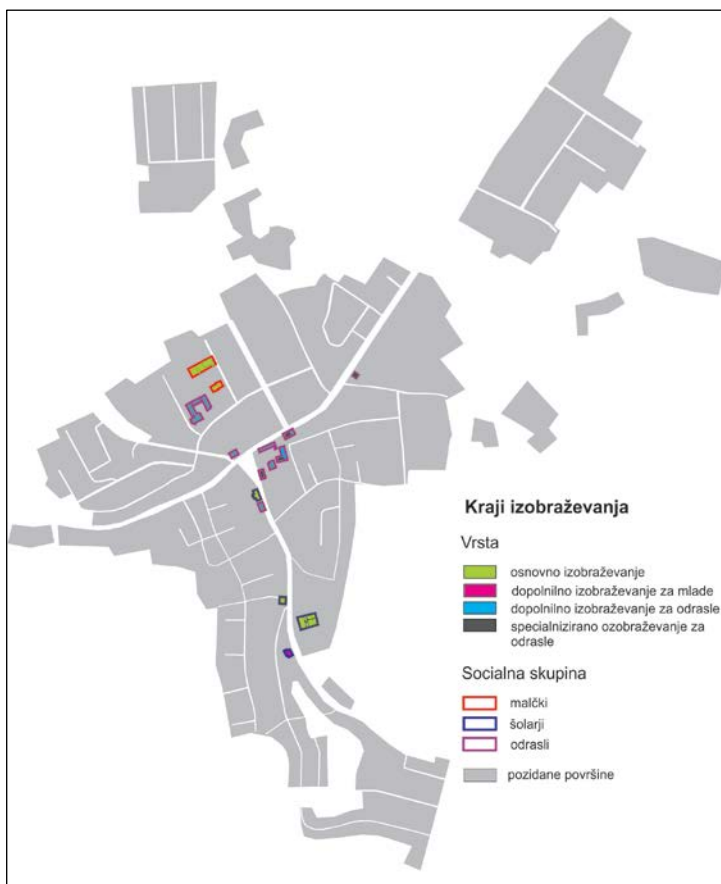 Kraji izobraževanja
Vrsta
osnovno izobraževanje
dopolnilno izobraževanje za mlade
dopolnilno izobraževanje za odrasle
specialnizirano ozobraževanje za
odrasle
Socialna skupina
malčki
šolarji
odrasli
pozidane površine